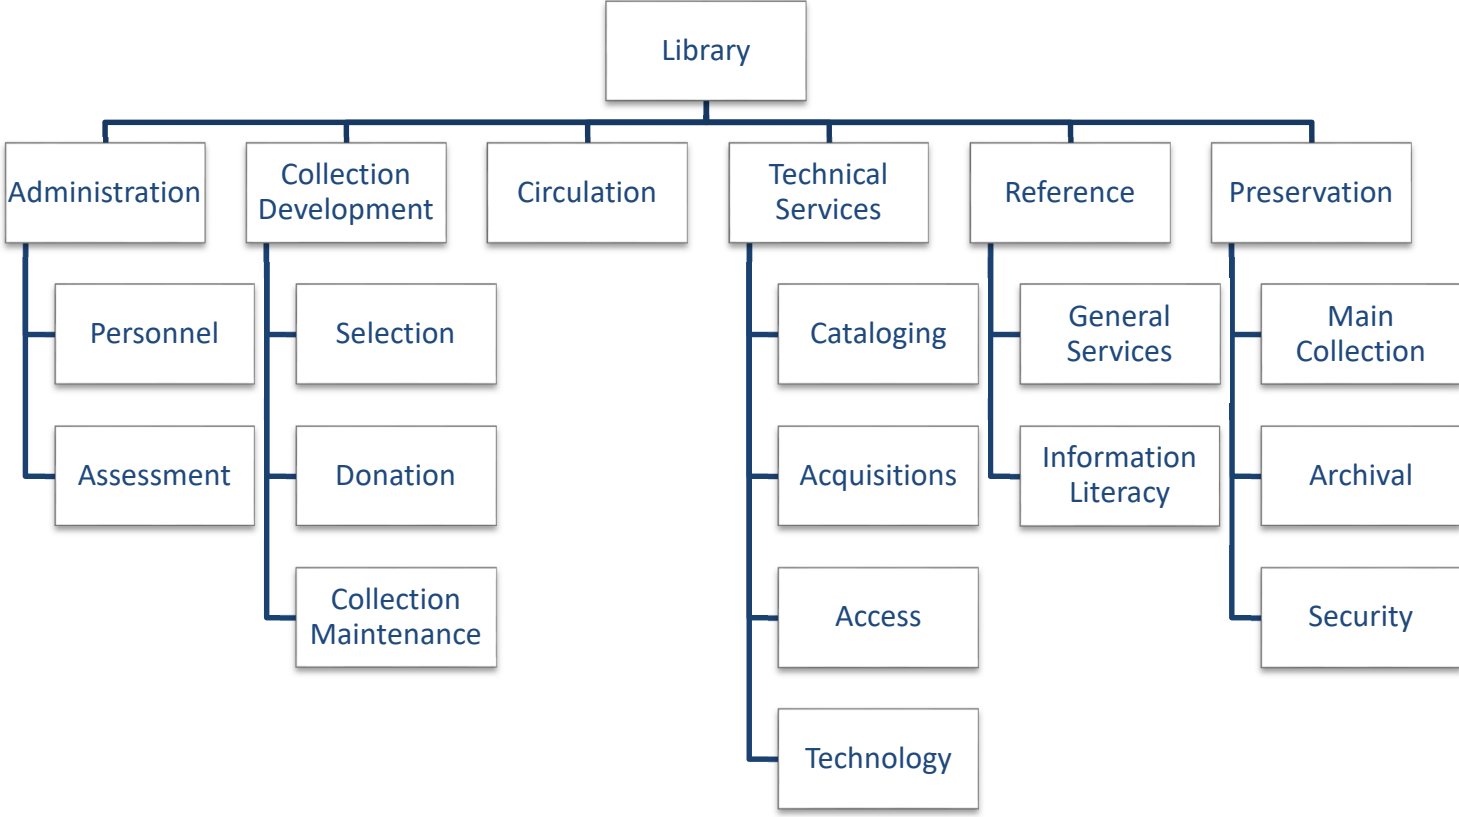 Library
Administration
Collection
Development
Circulation
Technical
Services
Reference
Preservation
Personnel
Assessment
Selection
Donation
Collection
Maintenance
Cataloging
Acquisitions
Access
Technology
General
Services
Information
Literacy
Main
Collection
Archival
Security